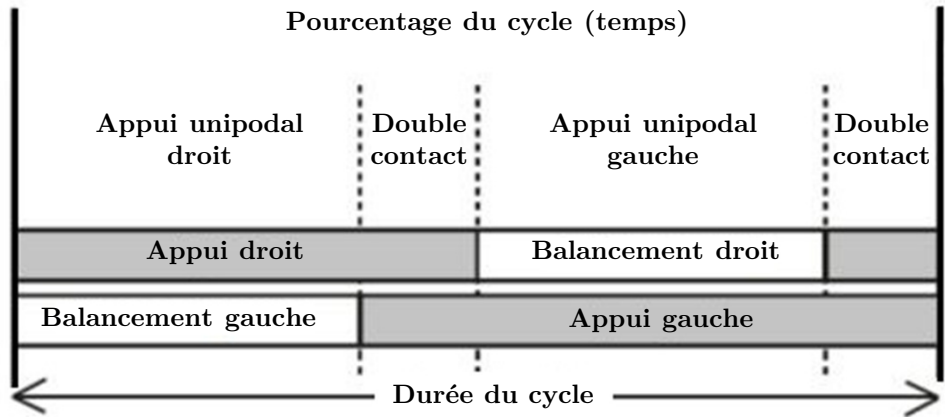 Pourcentage du cycle (temps)
Appui unipodal
droit
Double
contact
Appui unipodal
gauche
Double
contact
Appui droit
Balancement droit
Balancement gauche
Appui gauche
Durée du cycle